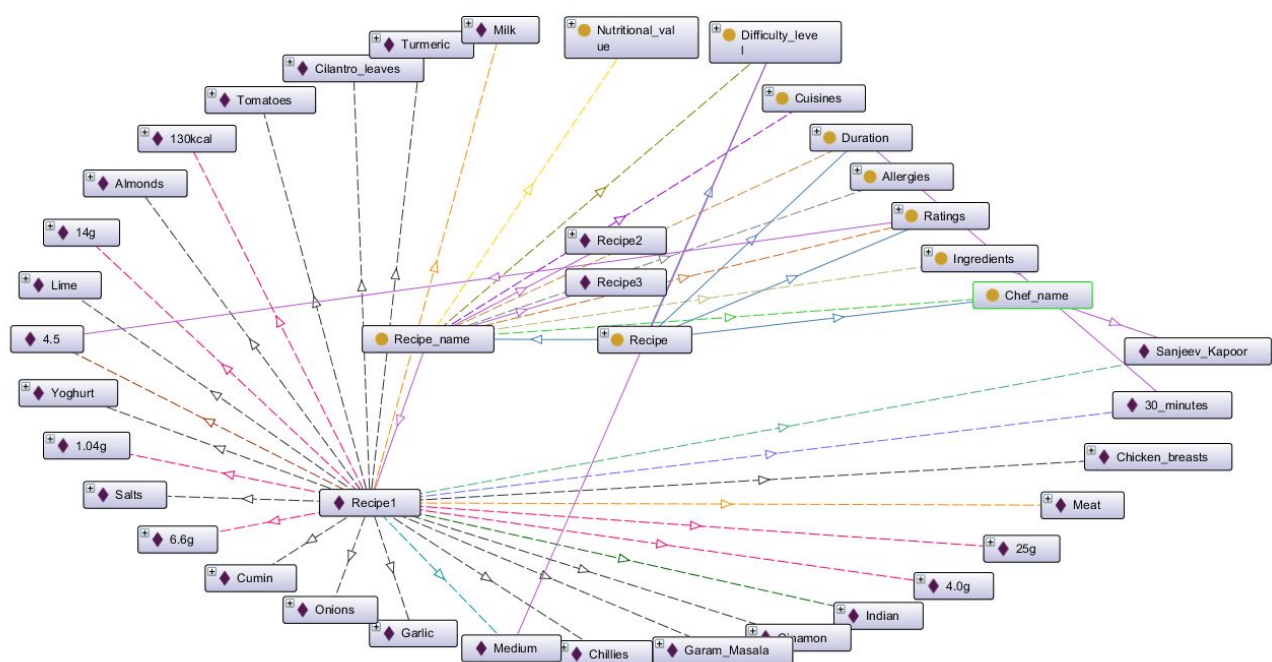 Milk
Nutritional_val
ue
Difficulty_leve
l
Turmeric
Cilantro_leaves
Tomatoes
Cuisines
130kcal
Duration
Almonds
Allergies
14g
Ratings
Recipe2
Ingredients
Lime
Recipe3
Chef_name
4.5
Recipe_name
Recipe
Sanjeev_Kapoor
Yoghurt
30_minutes
1.04g
Chicken_breasts
Salts
Recipe1
Meat
6.6g
25g
Cumin
4.0g
Onions
Indian
Garlic
Medium
Chillies
Garam_Masala